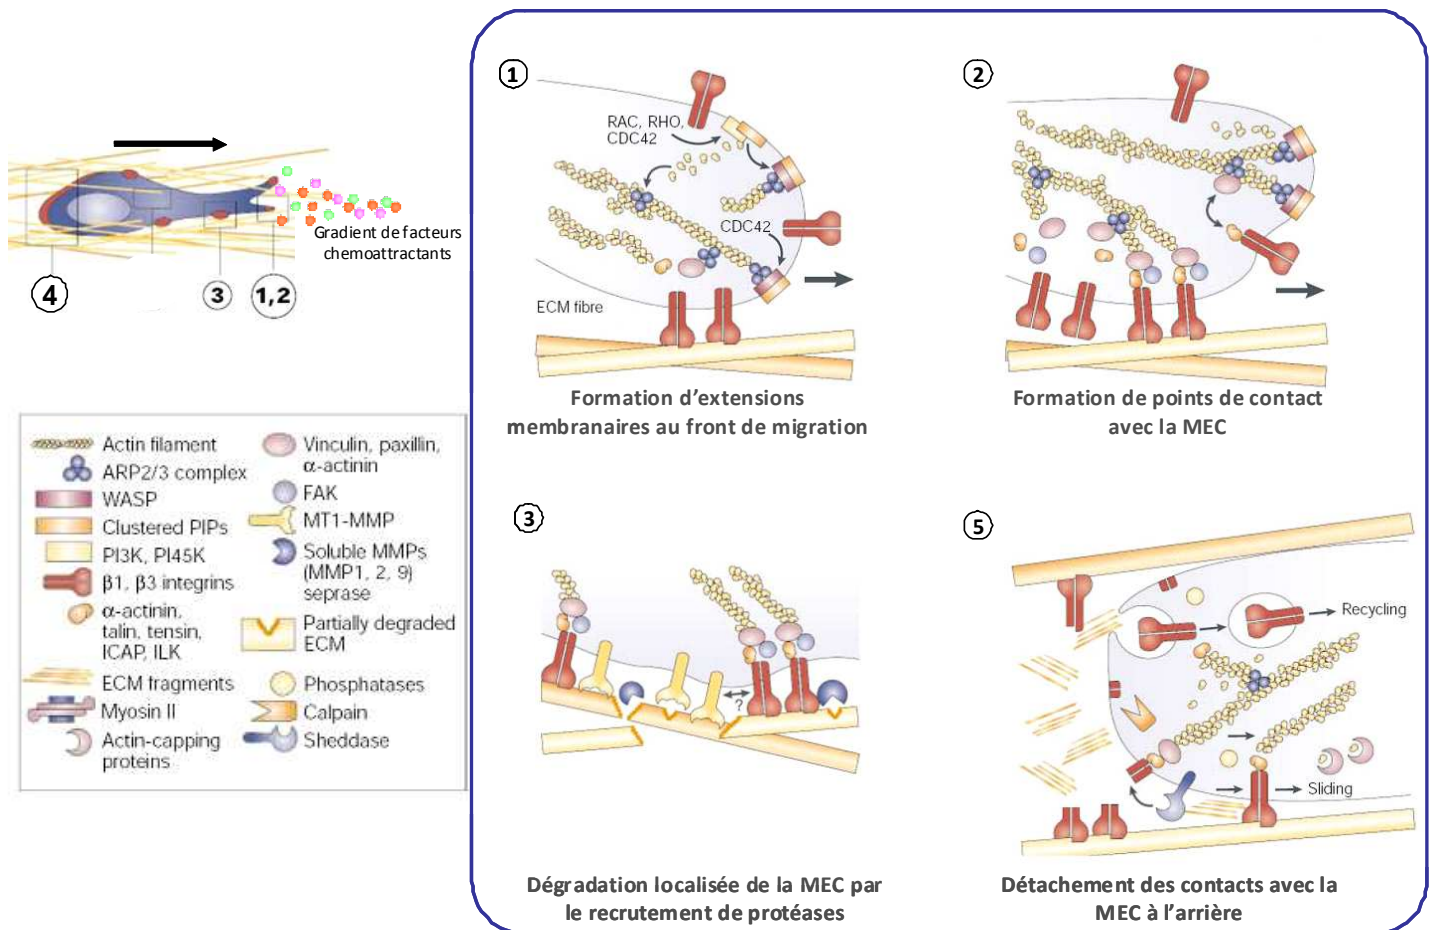 Gradient de facteurs
chemoattractants
4
3
1,2
Actin filament
ARP2/3 complex
WASP
Clustered PIPs
PI3K, PI45K
β1, β3 integrins
α-actinin,
talin, tensin,
ICAP, ILK
ECM fragments
Myosin II
Actin-capping
proteins
Vinculin, paxillin,
α-actinin
FAK
MT1-MMP
Soluble MMPs
(MMP1, 2, 9)
seprase
Partially degraded
ECM
Phosphatases
Calpain
Sheddase
1
RAC, RHO,
CDC42
CDC42
ECM fibre
Formation d'extensions
membranaires au front de migration
2
Formation de points de contact
avec la MEC
3
?
Dégradation localisée de la MEC par
le recrutement de protéases
5
Recycling
Sliding
Détachement des contacts avec la
MEC à l'arrière